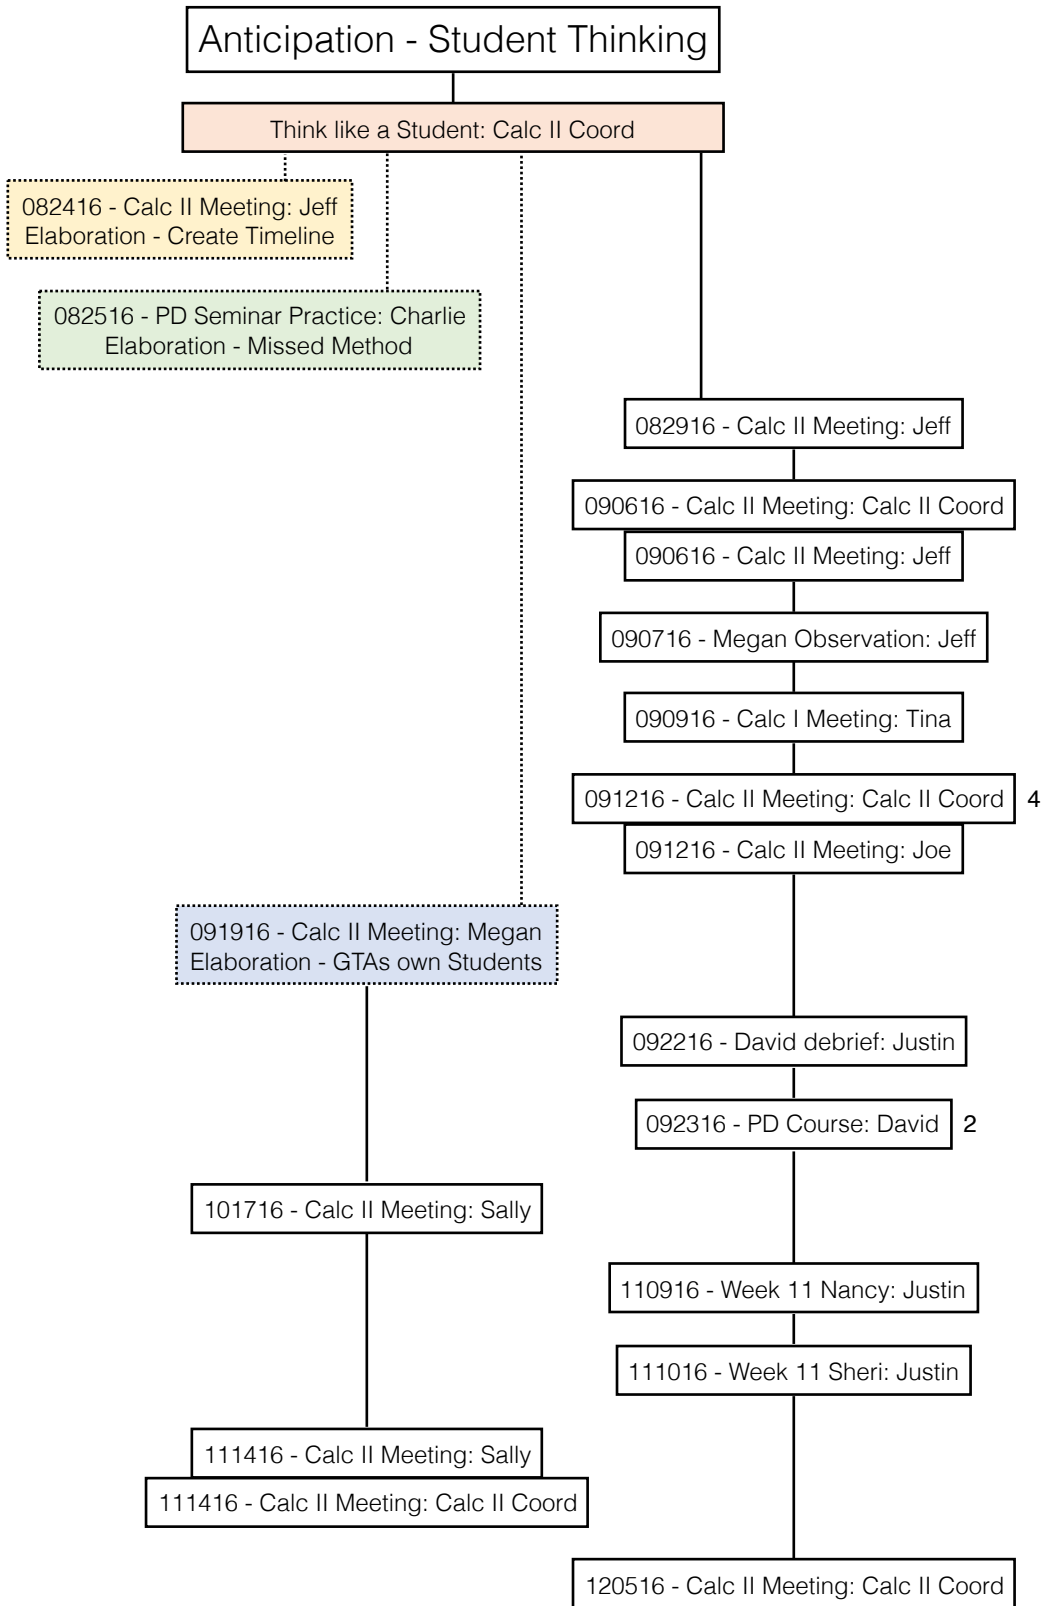 Anticipation - Student Thinking
Think like a Student: Calc II Coord
082416 - Calc II Meeting: Jeff
Elaboration - Create Timeline
082516 - PD Seminar Practice: Charlie
Elaboration - Missed Method
082916 - Calc II Meeting: Jeff
090616 - Calc II Meeting: Calc II Coord
090616 - Calc II Meeting: Jeff
090716 - Megan Observation: Jeff
090916 - Calc I Meeting: Tina
091216 - Calc II Meeting: Calc II Coord 4
091216 - Calc II Meeting: Joe
091916 - Calc II Meeting: Megan
Elaboration - GTAs own Students
092216 - David debrief: Justin
092316 - PD Course: David 2
101716 - Calc II Meeting: Sally
110916 - Week 11 Nancy: Justin
111016 - Week 11 Sheri: Justin
111416 - Calc II Meeting: Sally
111416 - Calc II Meeting: Calc II Coord
120516 - Calc II Meeting: Calc II Coord